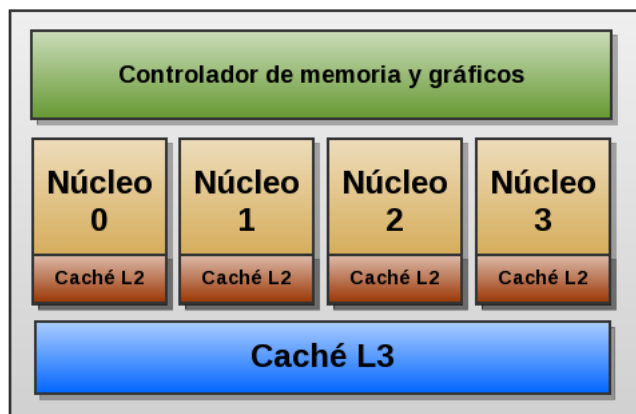 Controlador de memoria y gráficos
Núcleo
0
Núcleo
1
Núcleo
2
Núcleo
3
Caché L2
Caché L2
Caché L2
Caché L2
Caché L3